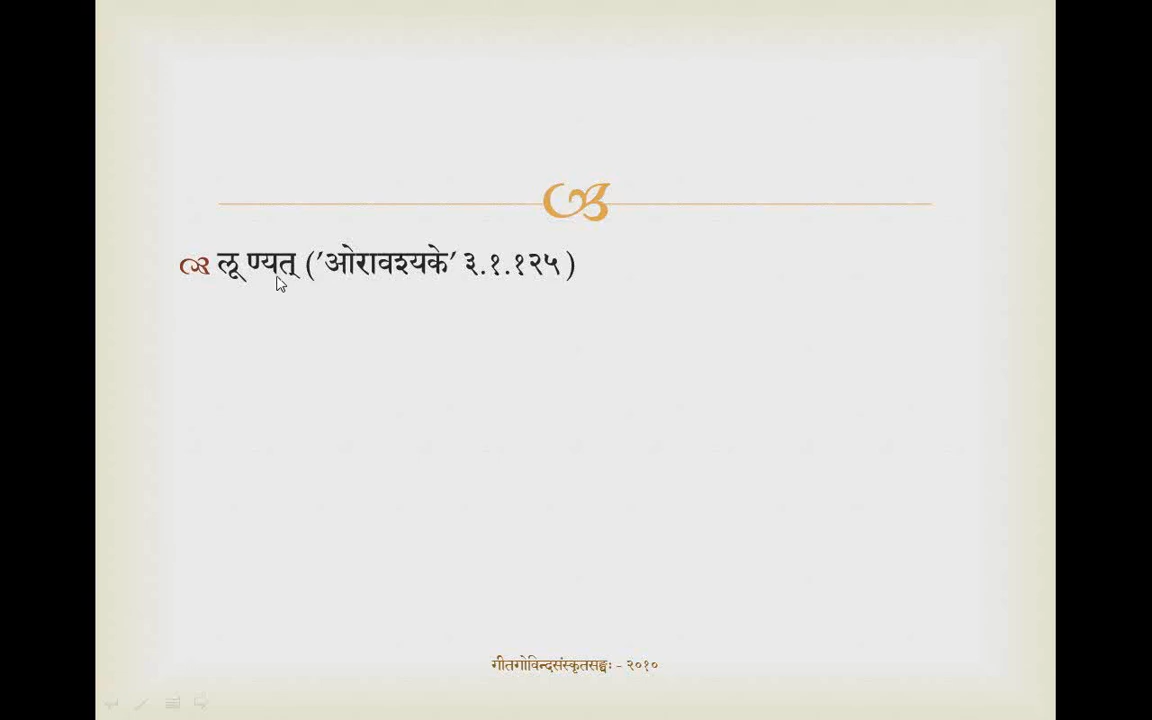 लू ण्यत् ('ओरावश्यके' ३.१.१२५ )
गीतगोविन्दसंस्कृतसङ्घः - २०१०